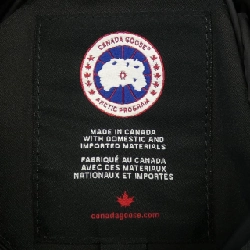 CANADA GOOSE
ARCTIC PROGRAM
MADE IN CANADA
WITH DOMESTIC AND
IMPORTED MATERIALS
FABRIQUÉ AU CANADA
AVEC DES MATERIAUX
NATIONAUX ET IMPORTÉS
canadagoose.com